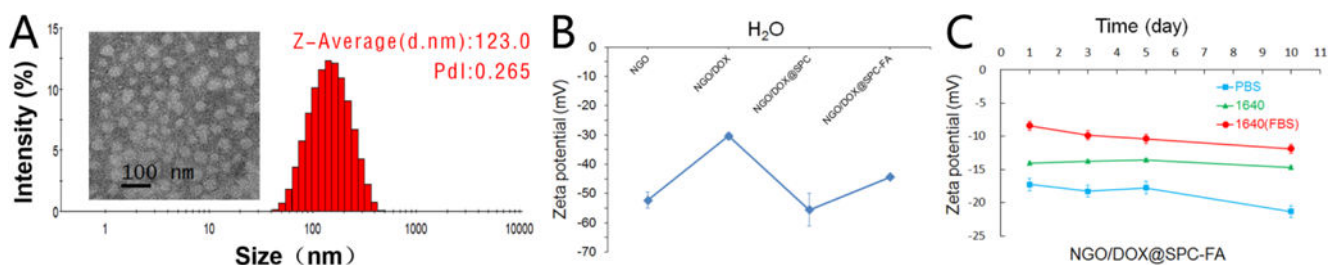 A
Intensity (%)
15
10
5
0
100 nm
Z-Average(d.nm):123.0
PdI:0.265
1
10
100
1000
10000
Size (nm)
B
H₂O
Zeta potential (mV)
0
-10
-20
-30
-40
-50
-60
-70
NGO
NGO/DOX
NGO/DOX@SPC
NGO/DOX@SPC-FA
C
Time (day)
0
1
2
3
4
5
6
7
8
9
10
Zeta potential (mV)
0
-5
-10
-15
-20
-25
PBS
1640
1640(FBS)
NGO/DOX@SPC-FA